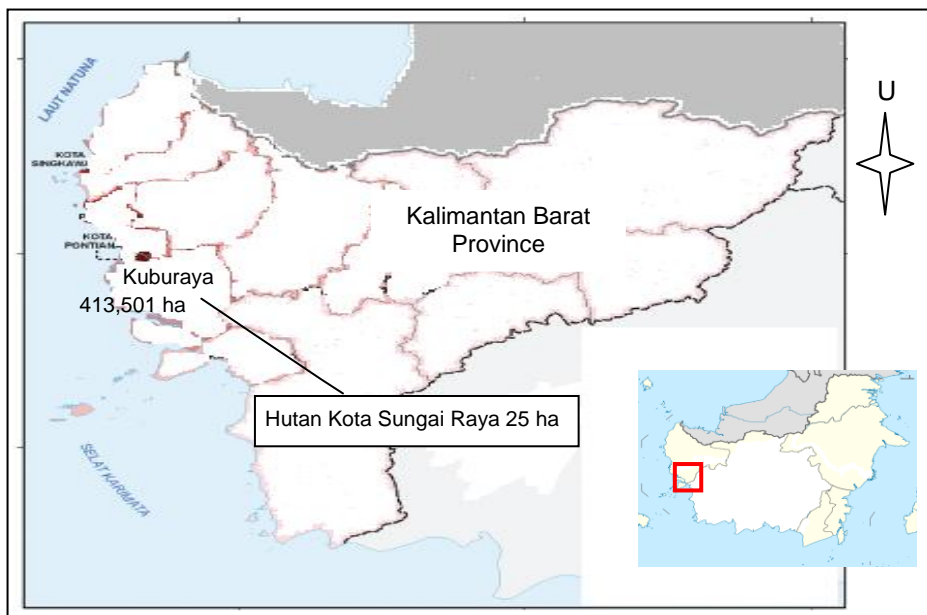 LAUT NATUNA
U
KOTA
SINGKAWA
Kalimantan Barat
Province
KOTA
PONTIAN
Kuburaya
413,501 ha
Hutan Kota Sungai Raya 25 ha
SELAT KARIMATA